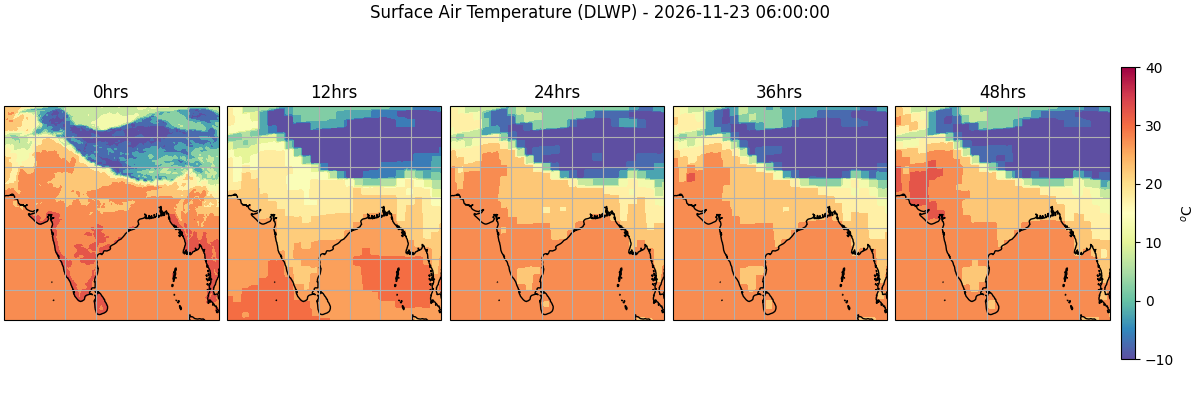 Surface Air Temperature (DLWP) - 2026-11-23 06:00:00
0hrs
12hrs
24hrs
36hrs
48hrs
40
30
20
10
0
−10
°C